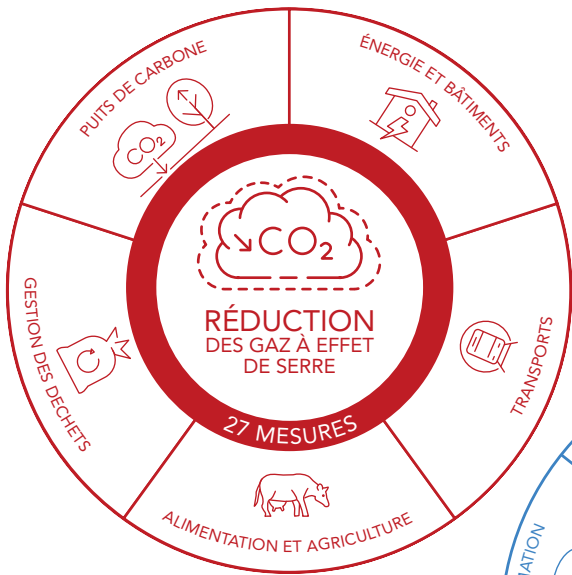 PUITS DE CARBONE
CO₂
ÉNERGIE ET BÂTIMENTS
CO₂
RÉDUCTION
DES GAZ À EFFET
DE SERRE
27 MESURES
GESTION DES DECHETS
TRANSPORTS
ALIMENTATION ET AGRICULTURE
MATION